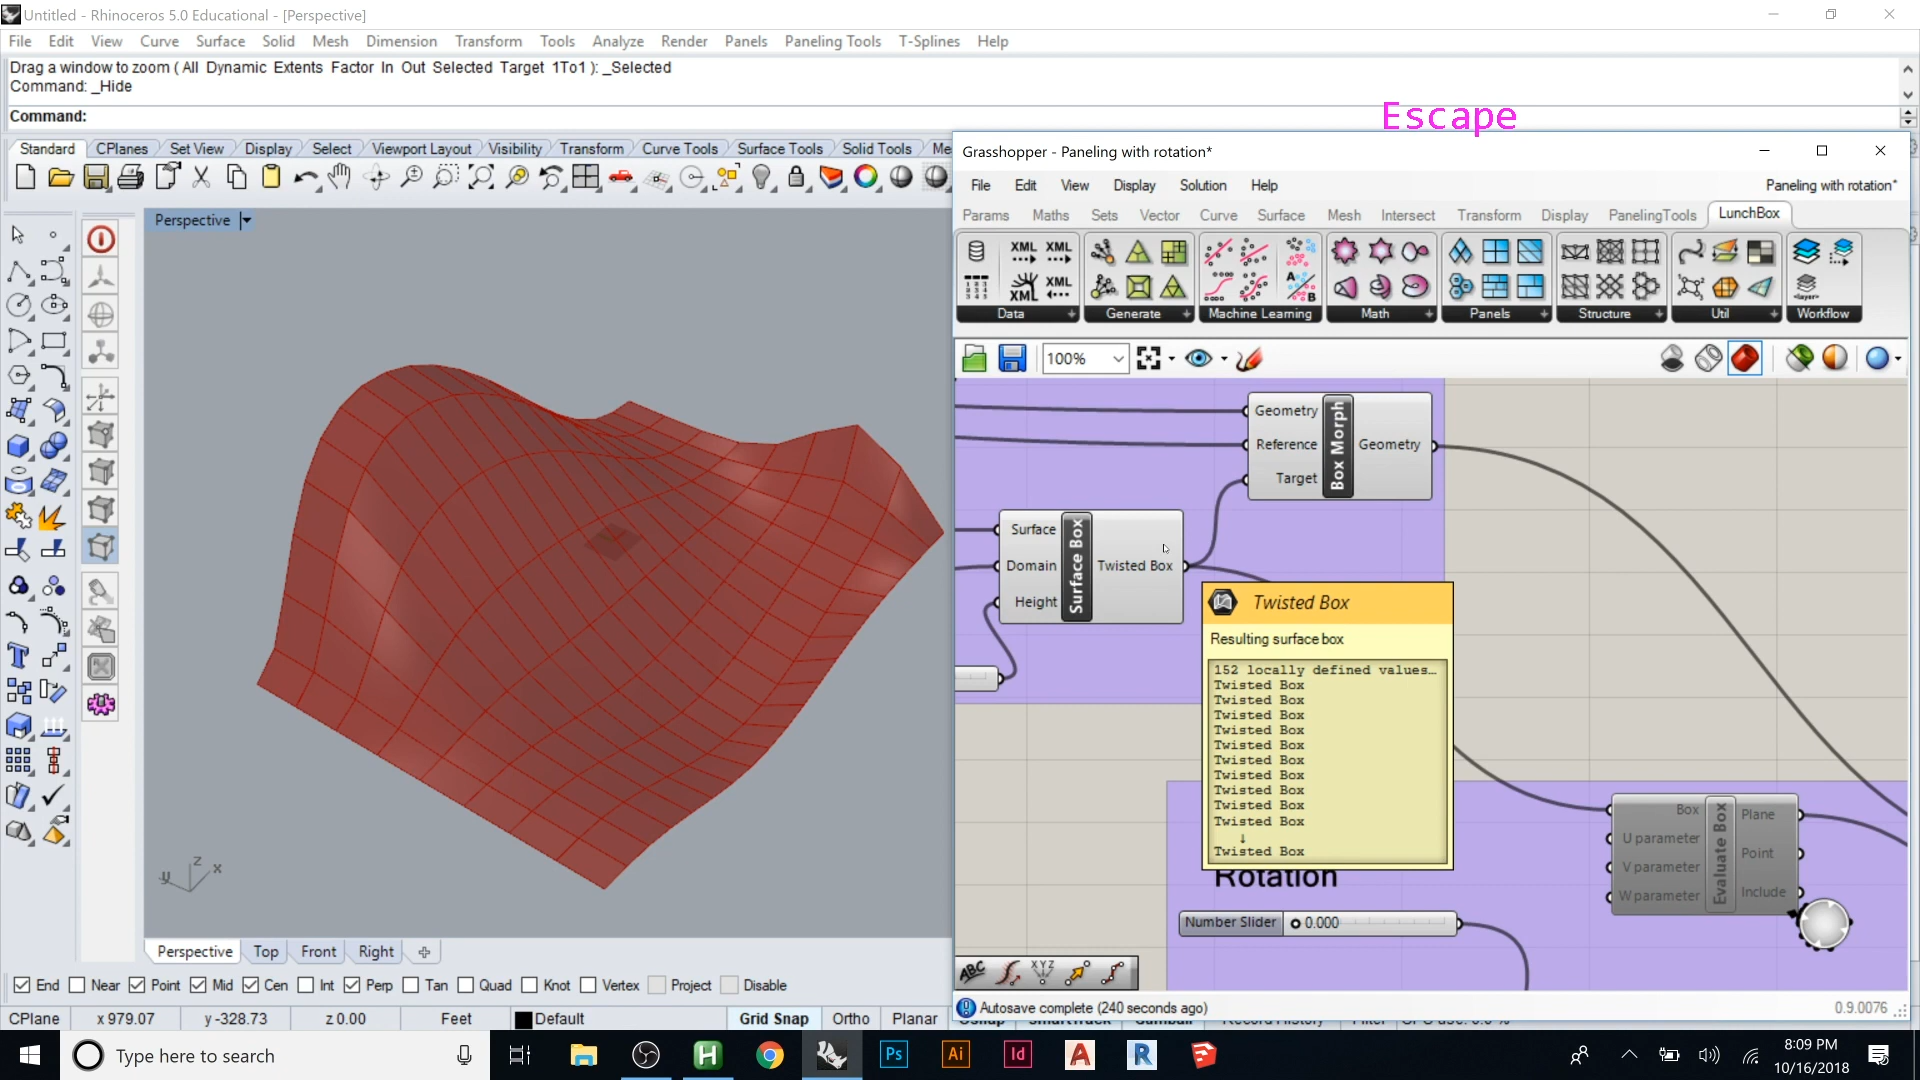 Untitled - Rhinoceros 5.0 Educational - [Perspective]
File Edit View Curve Surface Solid Mesh Dimension Transform Tools Analyze Render Panels Paneling Tools T-Splines Help
Drag a window to zoom ( All Dynamic Extents Factor In Out Selected Target 1To1 ): _Selected
Command: _Hide
Command:
Escape
Standard CPlanes Set View Display Select Viewport Layout Visibility Transform Curve Tools Surface Tools Solid Tools Me
Grasshopper - Paneling with rotation*
File Edit View Display Solution Help
Paneling with rotation*
Params Maths Sets Vector Curve Surface Mesh Intersect Transform Display PanelingTools LunchBox
XML XML
XML XML
Data Generate Machine Learning Math Panels Structure Util Workflow
100%
Perspective
Geometry
Reference
Target
Box Morph
Geometry
Surface
Domain
Height
Surface Box
Twisted Box
Twisted Box
Resulting surface box
152 locally defined values…
Twisted Box
Twisted Box
Twisted Box
Twisted Box
Twisted Box
Twisted Box
Twisted Box
Twisted Box
Twisted Box
Twisted Box
↓
Twisted Box
Rotation
Number Slider 0.000
Box
U parameter
V parameter
W parameter
Evaluate Box
Plane
Point
Include
z
y x
Perspective Top Front Right
ABC XYZ
End Near Point Mid Cen Int Perp Tan Quad Knot Vertex Project Disable
Autosave complete (240 seconds ago)
0.9.0076
CPlane x 979.07 y -328.73 z 0.00 Feet Default Grid Snap Ortho Planar
Type here to search
Ps Ai Id A R
8:09 PM
10/16/2018